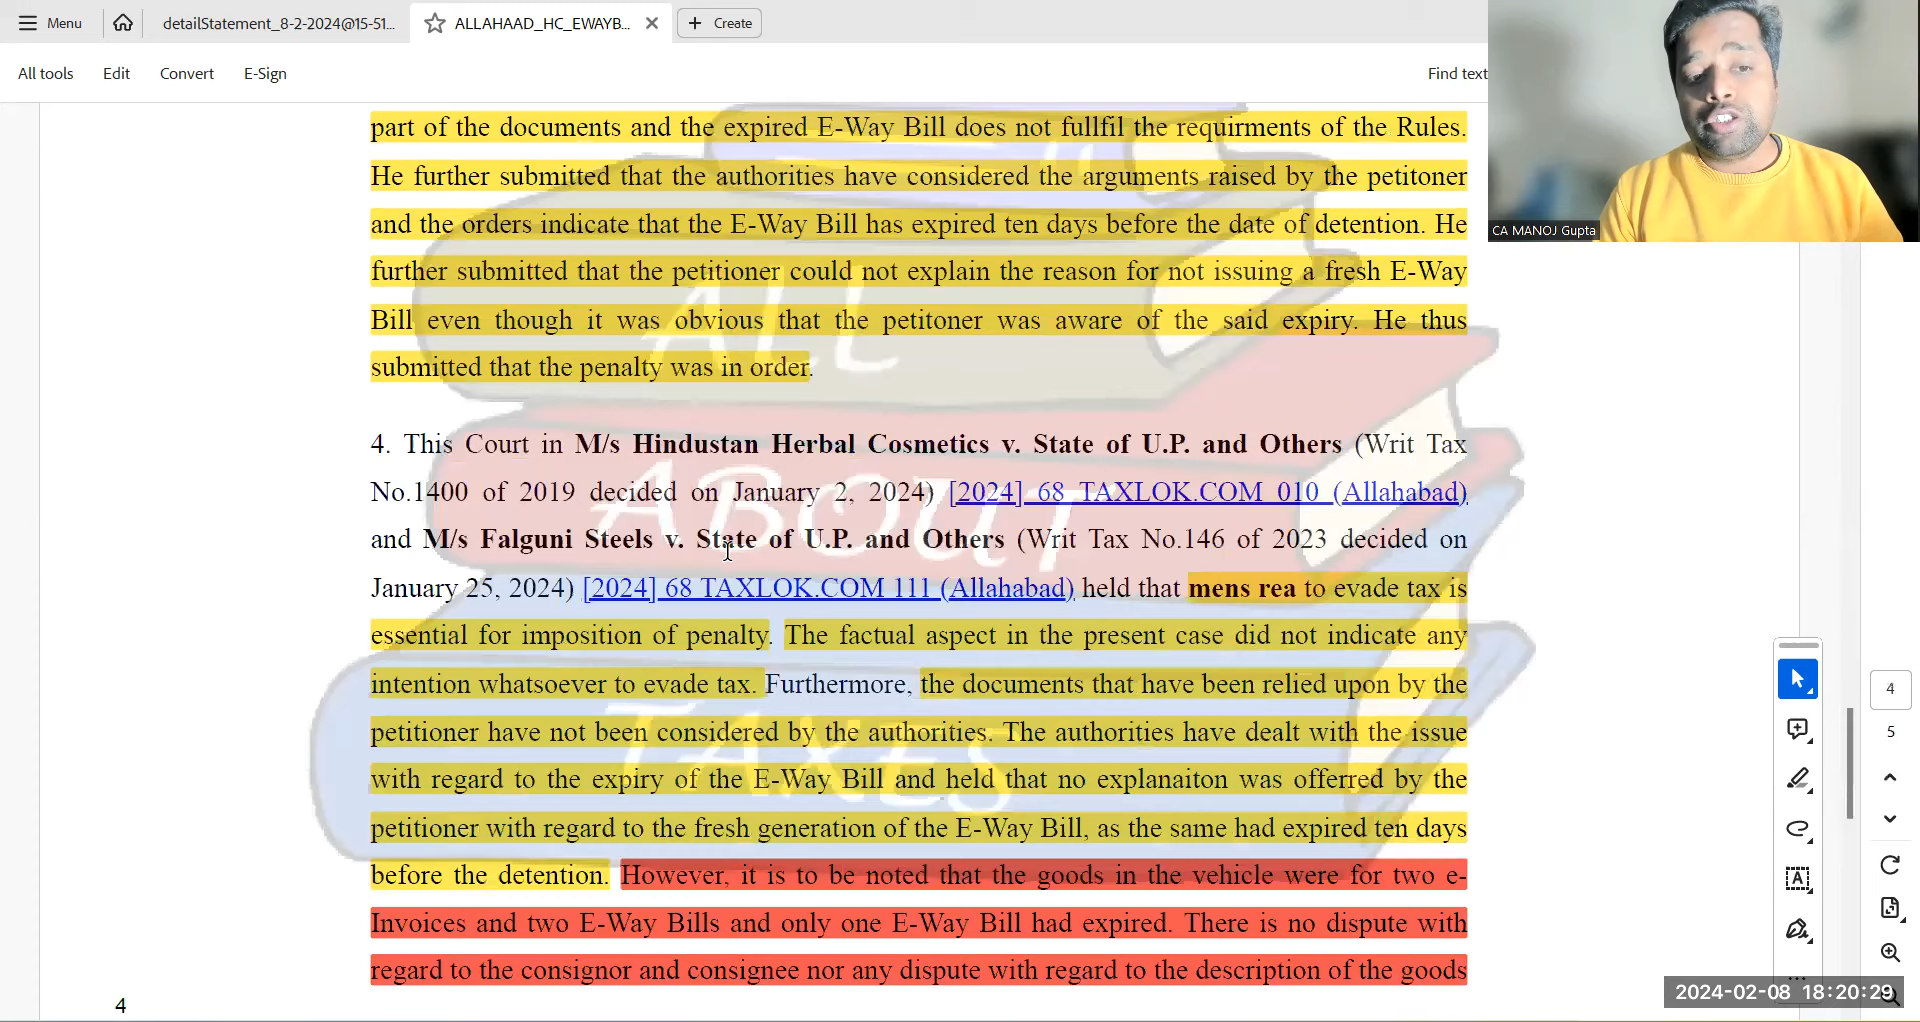 Menu
detailStatement_8-2-2024@15-51...
ALLAHAAD_HC_EWAYB...
Create
All tools
Edit
Convert
E-Sign
Find text
CA MANOJ Gupta
part of the documents and the expired E-Way Bill does not fullfil the requirments of the Rules.
He further submitted that the authorities have considered the arguments raised by the petitoner
and the orders indicate that the E-Way Bill has expired ten days before the date of detention. He
further submitted that the petitioner could not explain the reason for not issuing a fresh E-Way
Bill even though it was obvious that the petitoner was aware of the said expiry. He thus
submitted that the penalty was in order.
4. This Court in M/s Hindustan Herbal Cosmetics v. State of U.P. and Others (Writ Tax
No.1400 of 2019 decided on January 2, 2024) [2024] 68 TAXLOK.COM 010 (Allahabad)
and M/s Falguni Steels v. State of U.P. and Others (Writ Tax No.146 of 2023 decided on
January 25, 2024) [2024] 68 TAXLOK.COM 111 (Allahabad) held that mens rea to evade tax is
essential for imposition of penalty. The factual aspect in the present case did not indicate any
intention whatsoever to evade tax. Furthermore, the documents that have been relied upon by the
petitioner have not been considered by the authorities. The authorities have dealt with the issue
with regard to the expiry of the E-Way Bill and held that no explanaiton was offerred by the
petitioner with regard to the fresh generation of the E-Way Bill, as the same had expired ten days
before the detention. However, it is to be noted that the goods in the vehicle were for two e-
Invoices and two E-Way Bills and only one E-Way Bill had expired. There is no dispute with
regard to the consignor and consignee nor any dispute with regard to the description of the goods
ALL
ABOUT
TAXES
4
4
5
2024-02-08 18:20:29